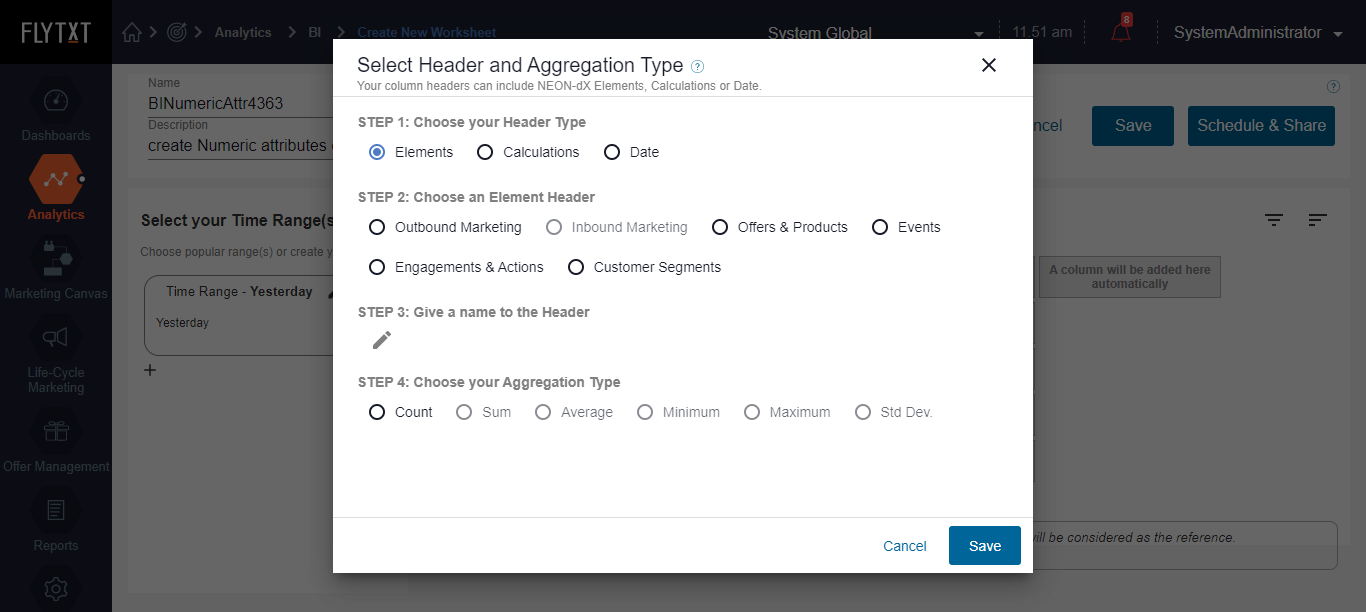 FLYTXT
Analytics
BI
Create New Worksheet
System Global
11.51 am
8
SystemAdministrator
Dashboards
Analytics
Marketing Canvas
Life-Cycle
Marketing
Offer Management
Reports
Name
BINumericAttr4363
Description
create Numeric attributes
ncel
Save
Schedule & Share
?
Select your Time Range(s
Choose popular range(s) or create y
Time Range - Yesterday
Yesterday
+
A column will be added here
automatically
will be considered as the reference.
Select Header and Aggregation Type ?
Your column headers can include NEON-dX Elements, Calculations or Date.
STEP 1: Choose your Header Type
Elements Calculations Date
STEP 2: Choose an Element Header
Outbound Marketing Inbound Marketing Offers & Products Events
Engagements & Actions Customer Segments
STEP 3: Give a name to the Header
STEP 4: Choose your Aggregation Type
Count Sum Average Minimum Maximum Std Dev.
Cancel Save